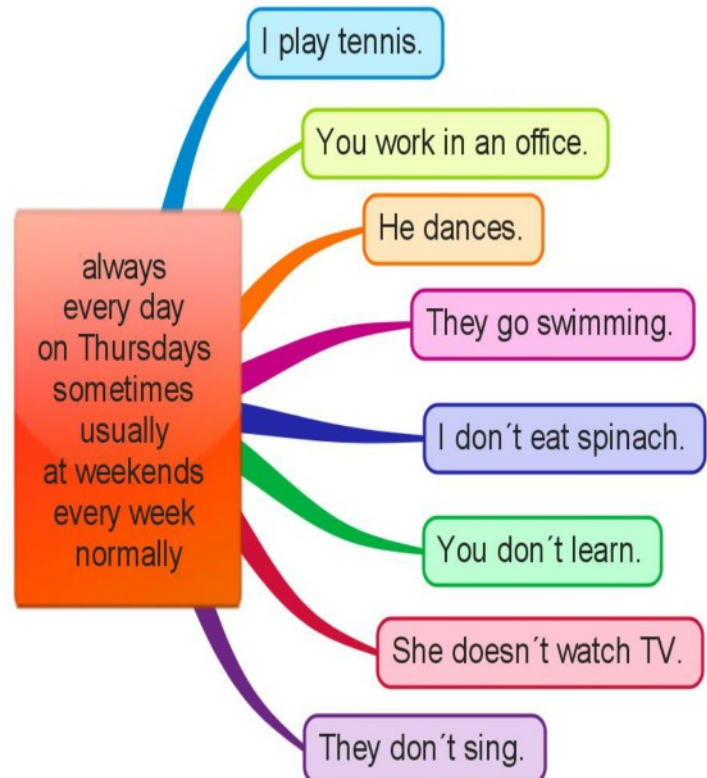 I play tennis.
You work in an office.
He dances.
They go swimming.
I don´t eat spinach.
You don´t learn.
She doesn´t watch TV.
They don´t sing.
always
every day
on Thursdays
sometimes
usually
at weekends
every week
normally